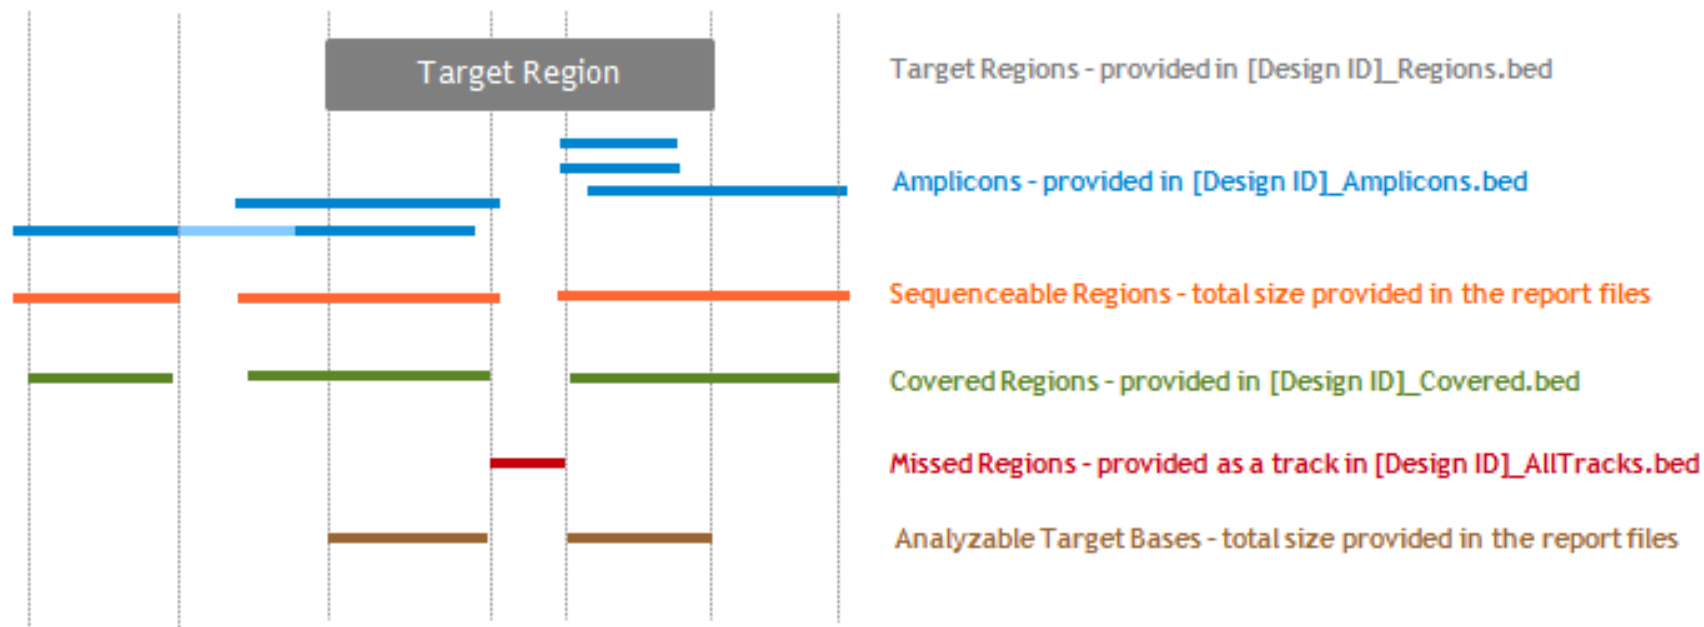 Target Region
Target Regions - provided in [Design ID]_Regions.bed
Amplicons - provided in [Design ID]_Amplicons.bed
Sequenceable Regions - total size provided in the report files
Covered Regions - provided in [Design ID]_Covered.bed
Missed Regions - provided as a track in [Design ID]_AllTracks.bed
Analyzable Target Bases - total size provided in the report files